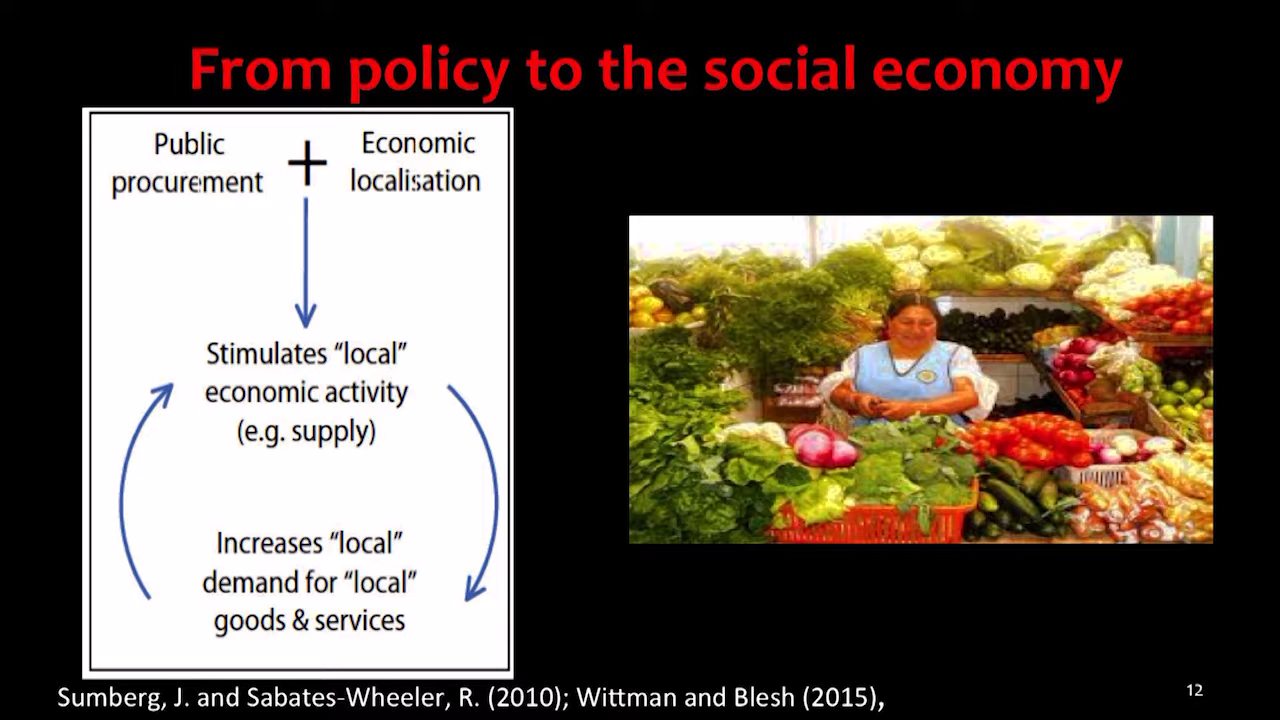 From policy to the social economy
Public
procurement
+
Economic
localisation
Stimulates “local”
economic activity
(e.g. supply)
Increases “local”
demand for “local”
goods & services
Sumberg, J. and Sabates-Wheeler, R. (2010); Wittman and Blesh (2015),
12